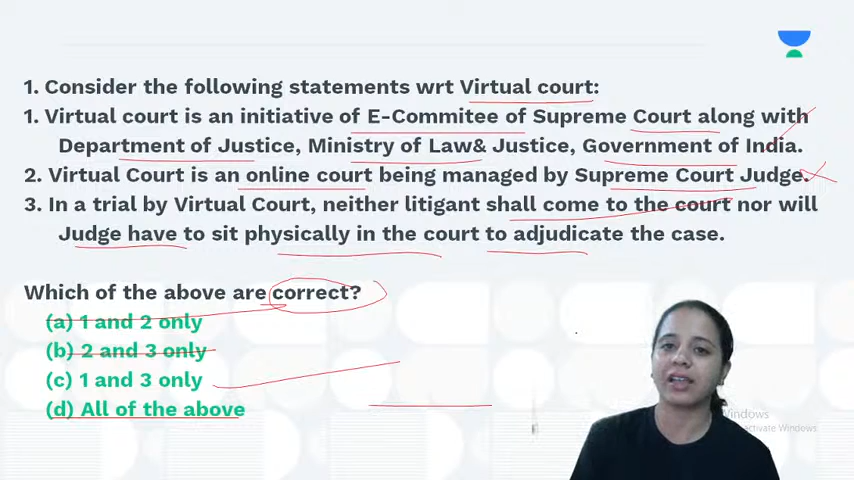 1. Consider the following statements wrt Virtual court:
1. Virtual court is an initiative of E-Commitee of Supreme Court along with
Department of Justice, Ministry of Law& Justice, Government of India.
2. Virtual Court is an online court being managed by Supreme Court Judge.
3. In a trial by Virtual Court, neither litigant shall come to the court nor will
Judge have to sit physically in the court to adjudicate the case.
Which of the above are correct?
(a) 1 and 2 only
(b) 2 and 3 only
(c) 1 and 3 only
(d) All of the above
Windows
activate Windows.